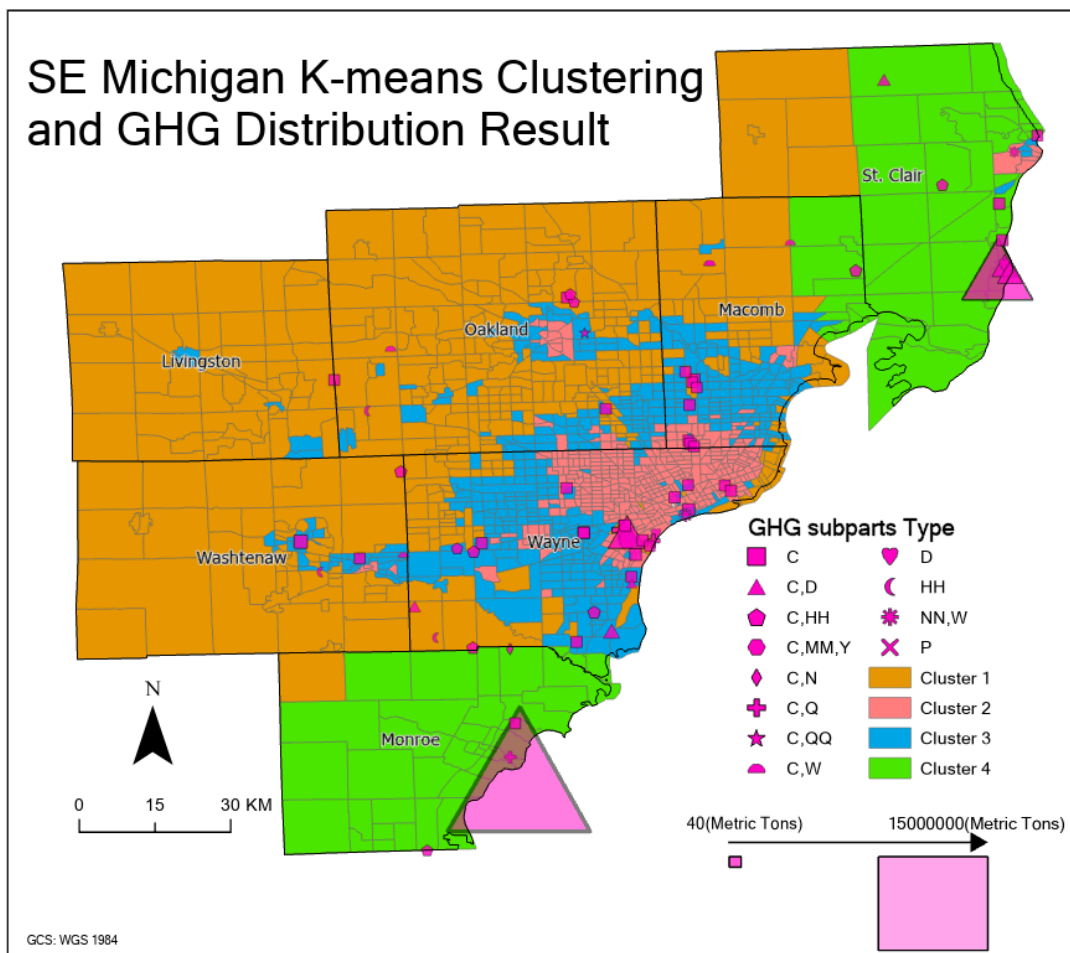 SE Michigan K-means Clustering
and GHG Distribution Result
St. Clair
Macomb
Oakland
Livingston
Wayne
Washtenaw
Monroe
N
0 15 30 KM
GHG subparts Type
C
C,D
C,HH
C,MM,Y
C,N
C,Q
C,QQ
C,W
D
HH
NN,W
P
Cluster 1
Cluster 2
Cluster 3
Cluster 4
40(Metric Tons) 15000000(Metric Tons)
GCS: WGS 1984